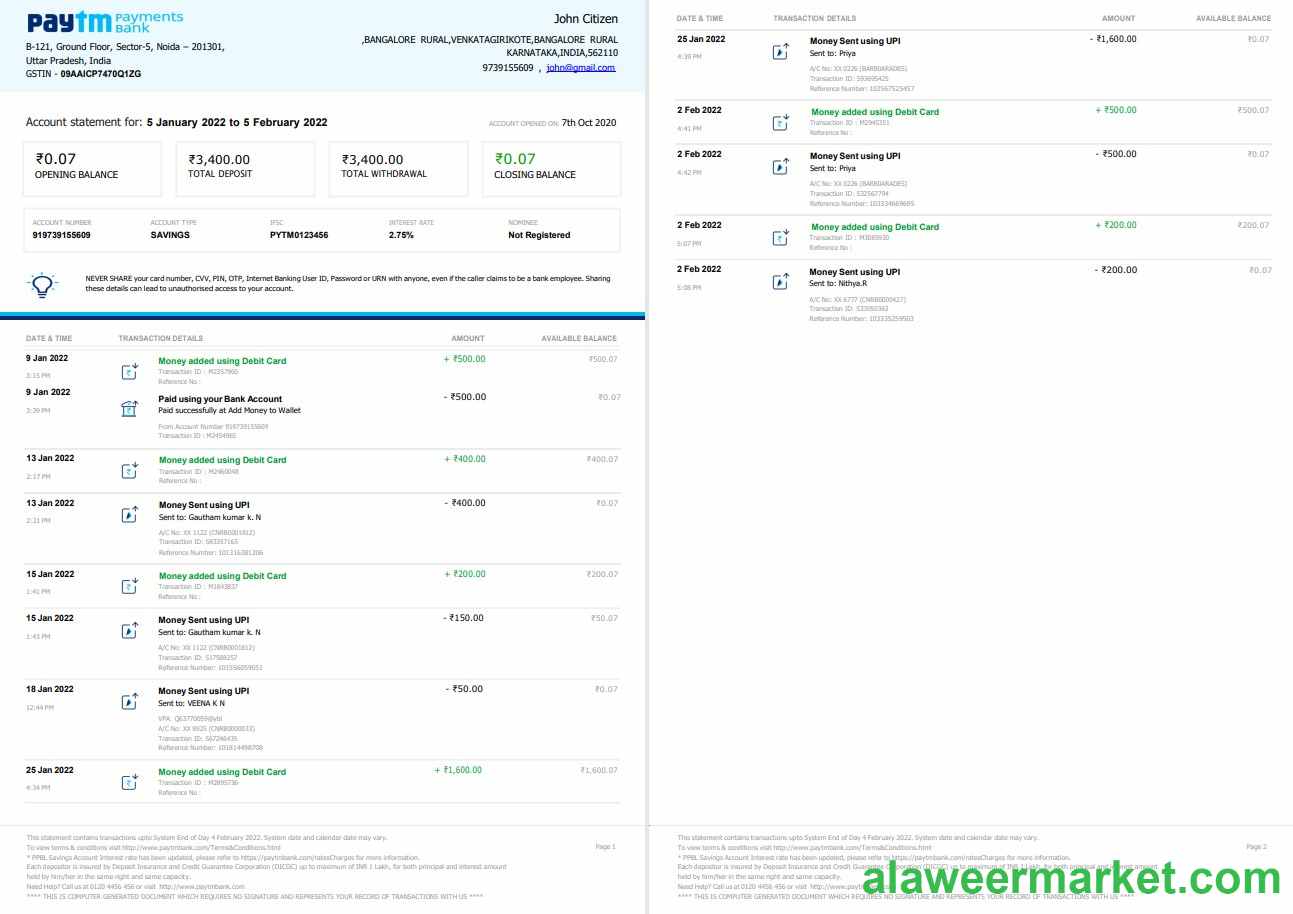 paytm Payments Bank
B-121, Ground Floor, Sector-5, Noida – 201301,
Uttar Pradesh, India
GSTIN - 09AAICP7470Q1ZG
John Citizen
,BANGALORE RURAL,VENKATAGIRIKOTE,BANGALORE RURAL
KARNATAKA,INDIA,562110
9739155609 , john@gmail.com
Account statement for: 5 January 2022 to 5 February 2022
ACCOUNT OPENED ON: 7th Oct 2020
₹0.07 ₹3,400.00 ₹3,400.00 ₹0.07
OPENING BALANCE TOTAL DEPOSIT TOTAL WITHDRAWAL CLOSING BALANCE
ACCOUNT NUMBER ACCOUNT TYPE IFSC INTEREST RATE NOMINEE
919739155609 SAVINGS PYTM0123456 2.75% Not Registered
NEVER SHARE your card number, CVV, PIN, OTP, Internet Banking User ID, Password or URN with anyone, even if the caller claims to be a bank employee. Sharing
these details can lead to unauthorised access to your account.
DATE & TIME TRANSACTION DETAILS AMOUNT AVAILABLE BALANCE
9 Jan 2022 Money added using Debit Card + ₹500.00 ₹500.07
3:15 PM Transaction ID : M2357960
Reference No :
9 Jan 2022 Paid using your Bank Account - ₹500.00 ₹0.07
3:39 PM Paid successfully at Add Money to Wallet
From Account Number 919739155609
Transaction ID :M2494965
13 Jan 2022 Money added using Debit Card + ₹400.00 ₹400.07
2:17 PM Transaction ID : M2460048
Reference No :
13 Jan 2022 Money Sent using UPI - ₹400.00 ₹0.07
2:21 PM Sent to: Gautham kumar k. N
A/C No: XX 1122 (CNRB0001812)
Transaction ID: 593257165
Reference Number: 101316381206
15 Jan 2022 Money added using Debit Card + ₹200.00 ₹200.07
1:41 PM Transaction ID : M1643837
Reference No :
15 Jan 2022 Money Sent using UPI - ₹150.00 ₹50.07
1:43 PM Sent to: Gautham kumar k. N
A/C No: XX 1122 (CNRB0001812)
Transaction ID: 517588257
Reference Number: 101556059551
18 Jan 2022 Money Sent using UPI - ₹50.00 ₹0.07
12:44 PM Sent to: VEENA K N
VPA: Q63770059@ybl
A/C No: XX 8925 (CNRB0000033)
Transaction ID: 567246435
Reference Number: 101814498708
25 Jan 2022 Money added using Debit Card + ₹1,600.00 ₹1,600.07
4:34 PM Transaction ID : M2895736
Reference No :
This statement contains transactions upto System End of Day 4 February 2022. System date and calendar date may vary.
To view terms & conditions visit http://www.paytmbank.com/Terms&Conditions.html
Page 1
* PPBL Savings Account Interest rate has been updated, please refer to https://paytmbank.com/ratesCharges for more information.
Each depositor is insured by Deposit Insurance and Credit Guarantee Corporation (DICGC) up to maximum of INR 1 Lakh, for both principal and interest amount
held by him/her in the same right and same capacity.
Need Help? Call us at 0120 4456 456 or visit http://www.paytmbank.com
**** THIS IS COMPUTER GENERATED DOCUMENT WHICH REQUIRES NO SIGNATURE AND REPRESENTS YOUR RECORD OF TRANSACTIONS WITH US ****
DATE & TIME TRANSACTION DETAILS AMOUNT AVAILABLE BALANCE
25 Jan 2022 Money Sent using UPI - ₹1,600.00 ₹0.07
4:39 PM Sent to: Priya
A/C No: XX 0226 (BARB0ARADES)
Transaction ID: 593695425
Reference Number: 102567525457
2 Feb 2022 Money added using Debit Card + ₹500.00 ₹500.07
4:41 PM Transaction ID : M2945351
Reference No :
2 Feb 2022 Money Sent using UPI - ₹500.00 ₹0.07
4:42 PM Sent to: Priya
A/C No: XX 0226 (BARB0ARADES)
Transaction ID: 532567794
Reference Number: 103334669695
2 Feb 2022 Money added using Debit Card + ₹200.00 ₹200.07
5:07 PM Transaction ID : M3089930
Reference No :
2 Feb 2022 Money Sent using UPI - ₹200.00 ₹0.07
5:08 PM Sent to: Nithya.R
A/C No: XX 6777 (CNRB0000427)
Transaction ID: 533050363
Reference Number: 103335259503
This statement contains transactions upto System End of Day 4 February 2022. System date and calendar date may vary.
To view terms & conditions visit http://www.paytmbank.com/Terms&Conditions.html
Page 2
* PPBL Savings Account Interest rate has been updated, please refer to https://paytmbank.com/ratesCharges for more information.
Each depositor is insured by Deposit Insurance and Credit Guarantee Corporation (DICGC) up to maximum of INR 1 Lakh, for both principal and interest amount
held by him/her in the same right and same capacity.
Need Help? Call us at 0120 4456 456 or visit http://www.paytmbank.com
**** THIS IS COMPUTER GENERATED DOCUMENT WHICH REQUIRES NO SIGNATURE AND REPRESENTS YOUR RECORD OF TRANSACTIONS WITH US ****
alaweermarket.com